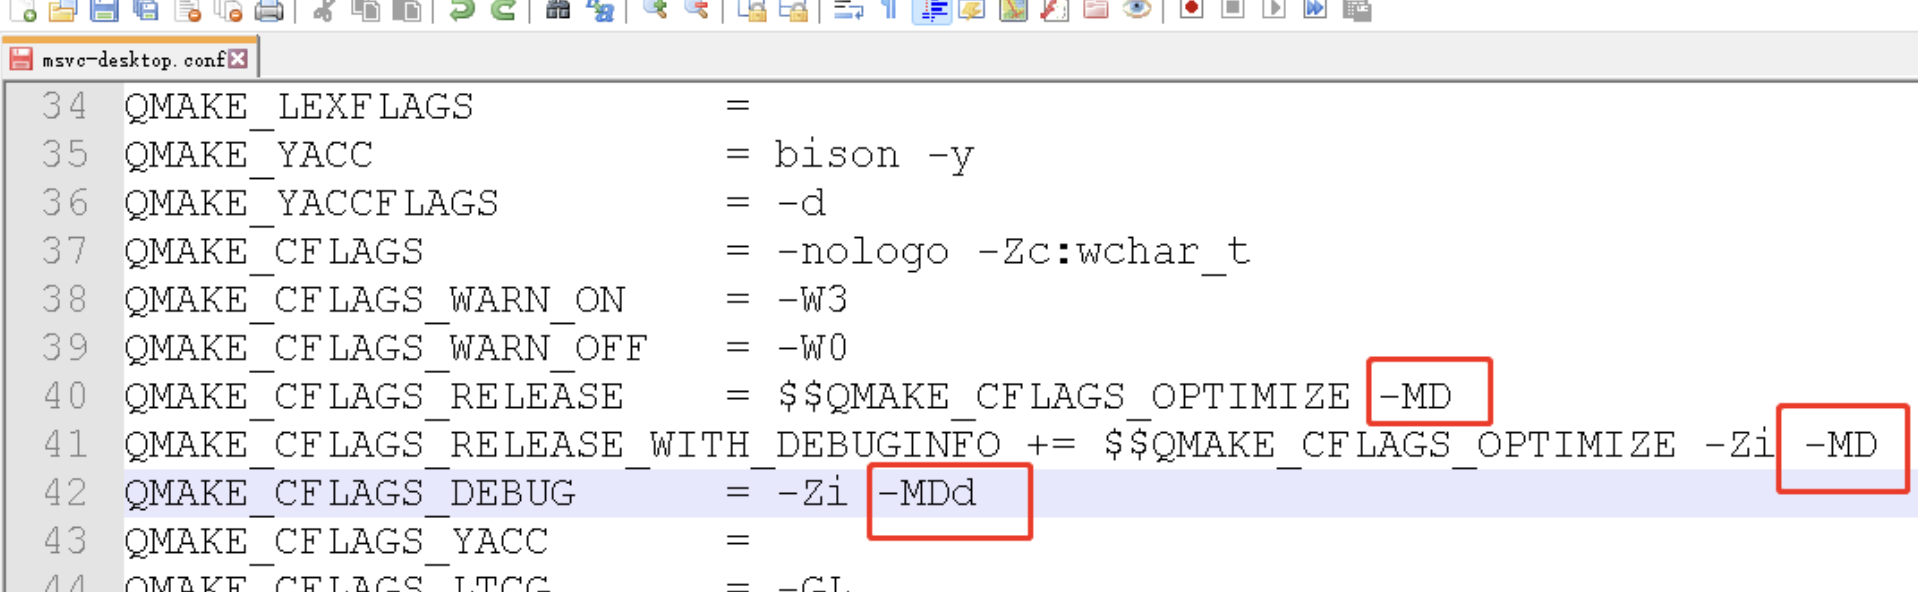 msvc-desktop.conf
34 QMAKE_LEXFLAGS =
35 QMAKE_YACC = bison -y
36 QMAKE_YACCFLAGS = -d
37 QMAKE_CFLAGS = -nologo -Zc:wchar_t
38 QMAKE_CFLAGS_WARN_ON = -W3
39 QMAKE_CFLAGS_WARN_OFF = -W0
40 QMAKE_CFLAGS_RELEASE = $$QMAKE_CFLAGS_OPTIMIZE -MD
41 QMAKE_CFLAGS_RELEASE_WITH_DEBUGINFO += $$QMAKE_CFLAGS_OPTIMIZE -Zi -MD
42 QMAKE_CFLAGS_DEBUG = -Zi -MDd
43 QMAKE_CFLAGS_YACC =
44 QMAKE_CFLAGS_LTCG = -GL